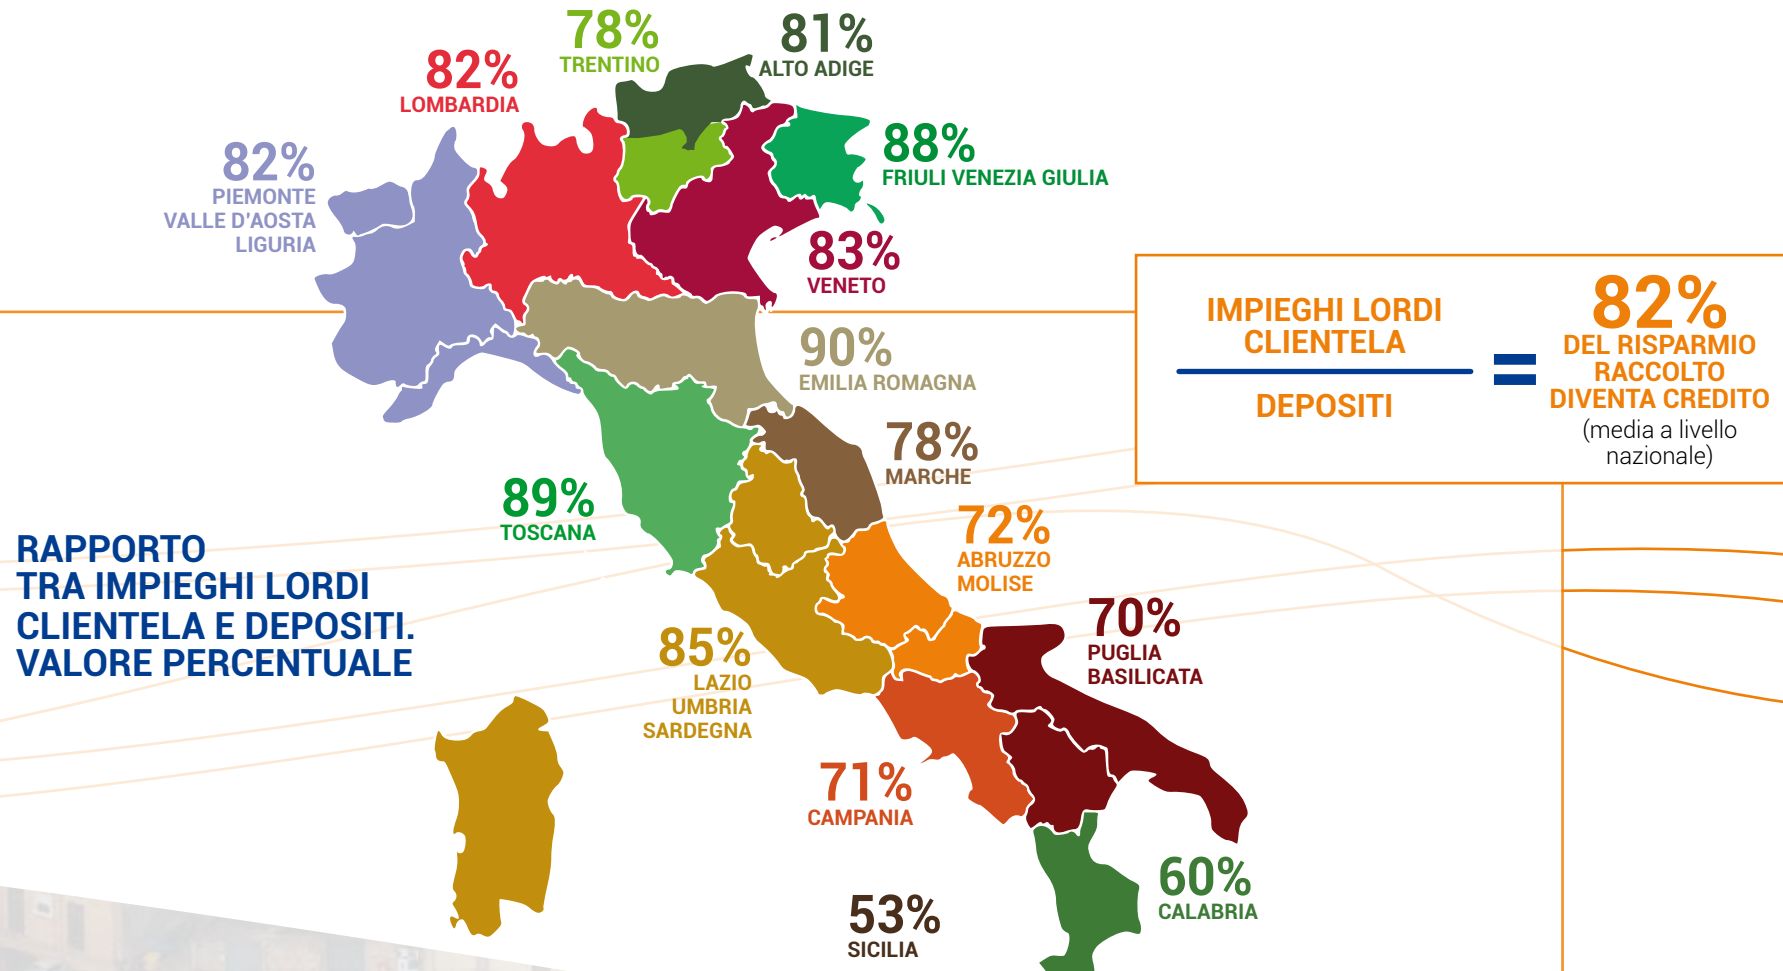 78%
TRENTINO
81%
ALTO ADIGE
82%
LOMBARDIA
88%
FRIULI VENEZIA GIULIA
82%
PIEMONTE
VALLE D'AOSTA
LIGURIA
83%
VENETO
IMPIEGHI LORDI
CLIENTELA
DEPOSITI
=
82%
DEL RISPARMIO
RACCOLTO
DIVENTA CREDITO
(media a livello
nazionale)
90%
EMILIA ROMAGNA
78%
MARCHE
89%
TOSCANA
72%
ABRUZZO
MOLISE
RAPPORTO
TRA IMPIEGHI LORDI
CLIENTELA E DEPOSITI.
VALORE PERCENTUALE
85%
LAZIO
UMBRIA
SARDEGNA
70%
PUGLIA
BASILICATA
71%
CAMPANIA
60%
CALABRIA
53%
SICILIA